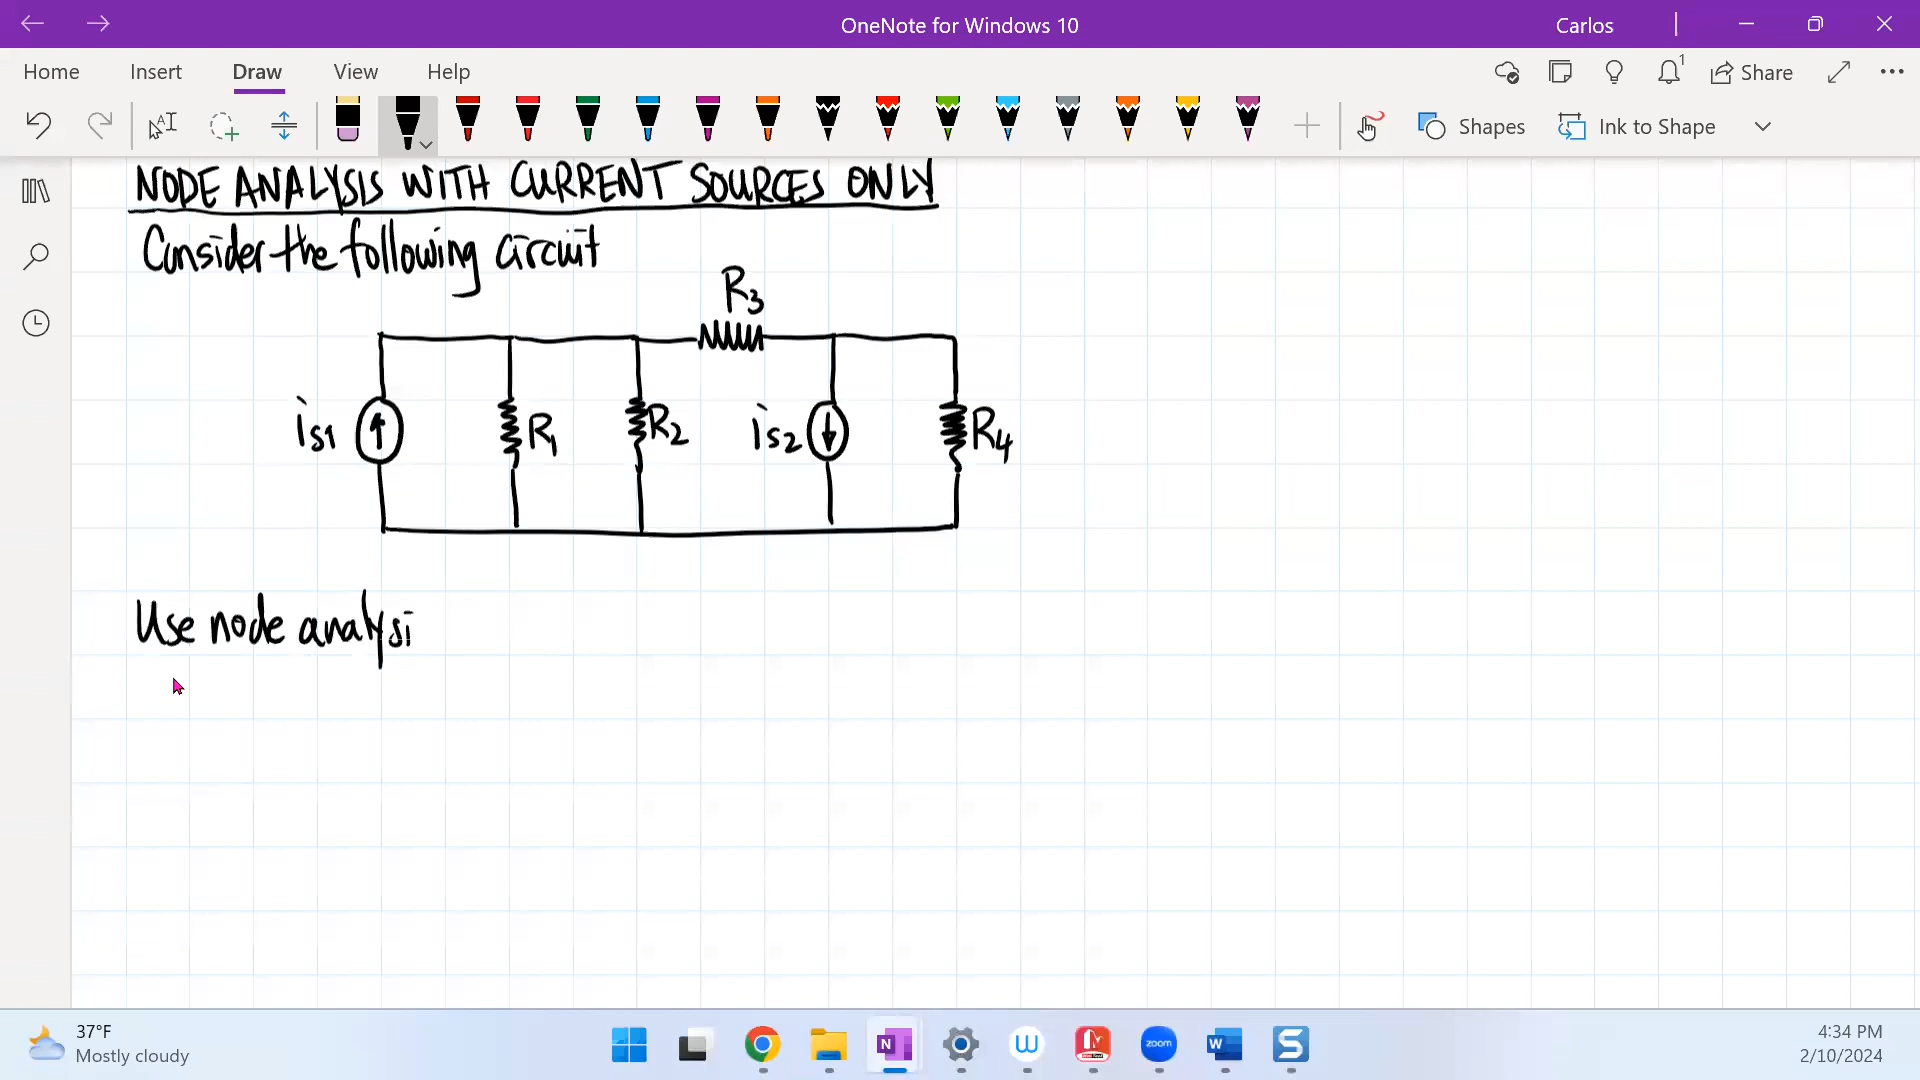 OneNote for Windows 10
Carlos
Home Insert Draw View Help
1
Share
Shapes
Ink to Shape
NODE ANALYSIS WITH CURRENT SOURCES ONLY
Consider the following circuit
R3
is1
R1
R2
is2
R4
Use node analysi
37°F
Mostly cloudy
N
zoom
W
S
4:34 PM
2/10/2024